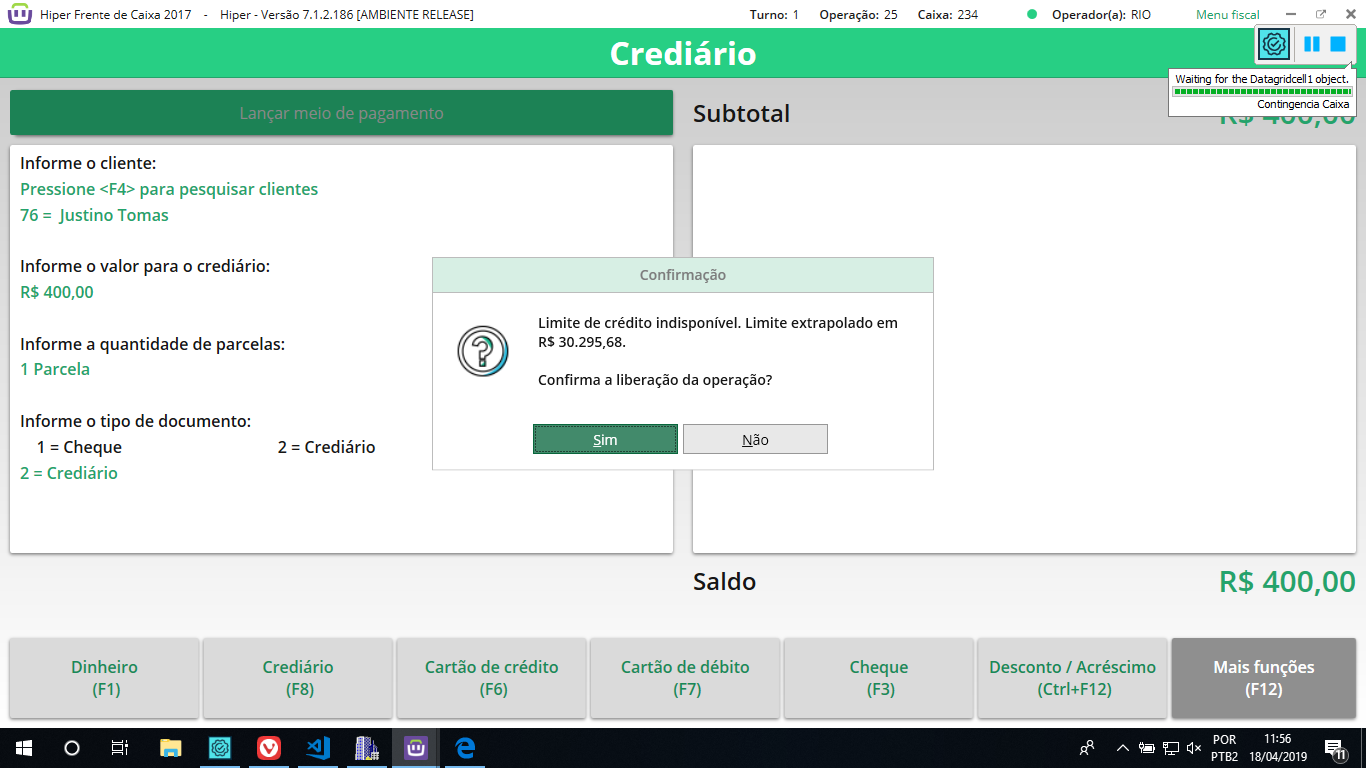 Hiper Frente de Caixa 2017 - Hiper - Versão 7.1.2.186 [AMBIENTE RELEASE] Turno: 1 Operação: 25 Caixa: 234 Operador(a): RIO Menu fiscal
Crediário
Waiting for the Datagridcell1 object.
Contingencia Caixa
Lançar meio de pagamento
Subtotal
R$ 400,00
Informe o cliente:
Pressione <F4> para pesquisar clientes
76 = Justino Tomas
Informe o valor para o crediário:
R$ 400,00
Informe a quantidade de parcelas:
1 Parcela
Informe o tipo de documento:
1 = Cheque 2 = Crediário
2 = Crediário
Confirmação
Limite de crédito indisponível. Limite extrapolado em
R$ 30.295,68.
Confirma a liberação da operação?
Sim Não
Saldo R$ 400,00
Dinheiro
(F1)
Crediário
(F8)
Cartão de crédito
(F6)
Cartão de débito
(F7)
Cheque
(F3)
Desconto / Acréscimo
(Ctrl+F12)
Mais funções
(F12)
POR
PTB2
11:56
18/04/2019
11